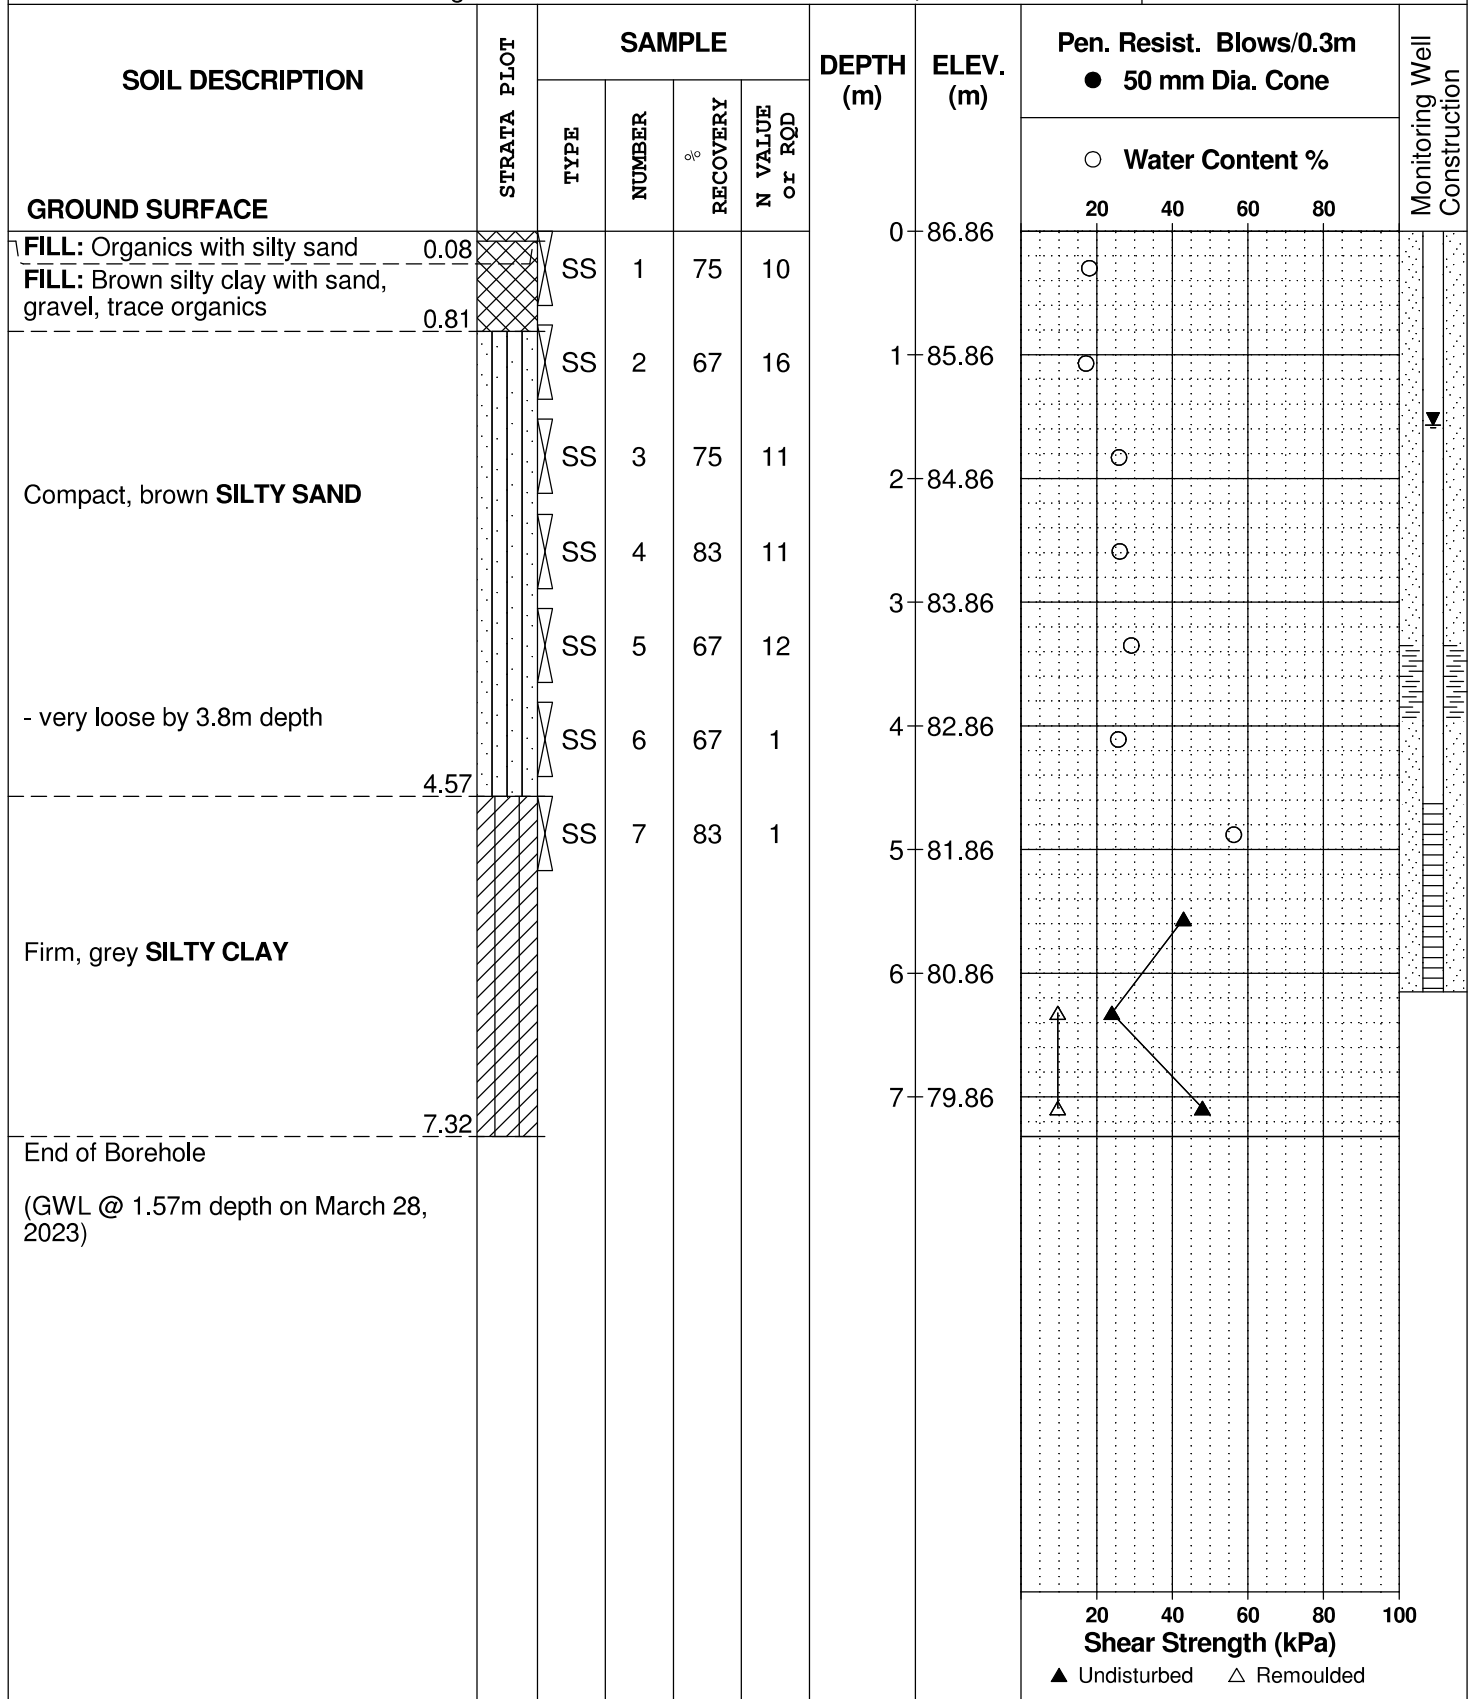 SOIL DESCRIPTION
GROUND SURFACE
STRATA PLOT
SAMPLE
TYPE
NUMBER
%
RECOVERY
N VALUE
or RQD
DEPTH
(m)
ELEV.
(m)
Pen. Resist. Blows/0.3m
● 50 mm Dia. Cone
○ Water Content %
20 40 60 80
Monitoring Well
Construction
0 86.86
FILL: Organics with silty sand 0.08
FILL: Brown silty clay with sand,
gravel, trace organics
0.81
SS 1 75 10
SS 2 67 16
1 85.86
SS 3 75 11
2 84.86
Compact, brown SILTY SAND
SS 4 83 11
3 83.86
SS 5 67 12
- very loose by 3.8m depth
4 82.86
SS 6 67 1
4.57
SS 7 83 1
5 81.86
Firm, grey SILTY CLAY
6 80.86
7 79.86
7.32
End of Borehole
(GWL @ 1.57m depth on March 28,
2023)
20 40 60 80 100
Shear Strength (kPa)
▲ Undisturbed △ Remoulded